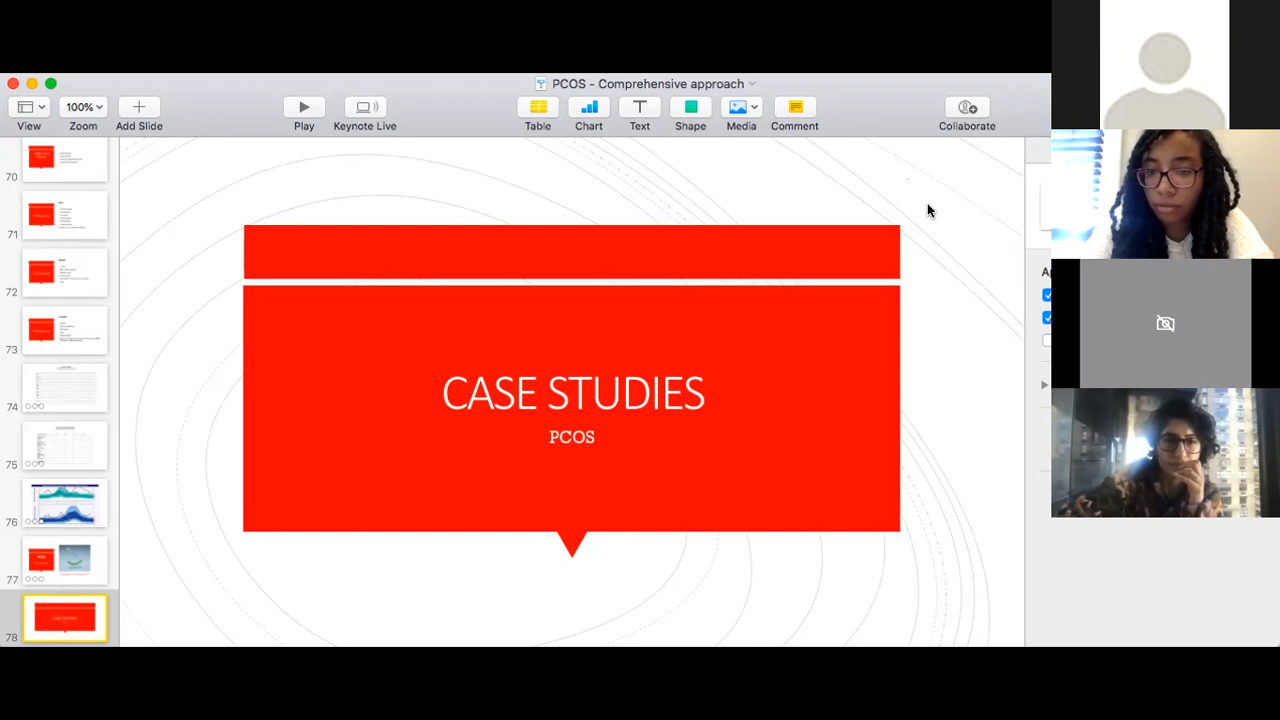 PCOS - Comprehensive approach
100%
View
Zoom
Add Slide
Play
Keynote Live
Table
Chart
Text
Shape
Media
Comment
Collaborate
70
71
72
73
74
75
76
77
78
CASE STUDIES
PCOS